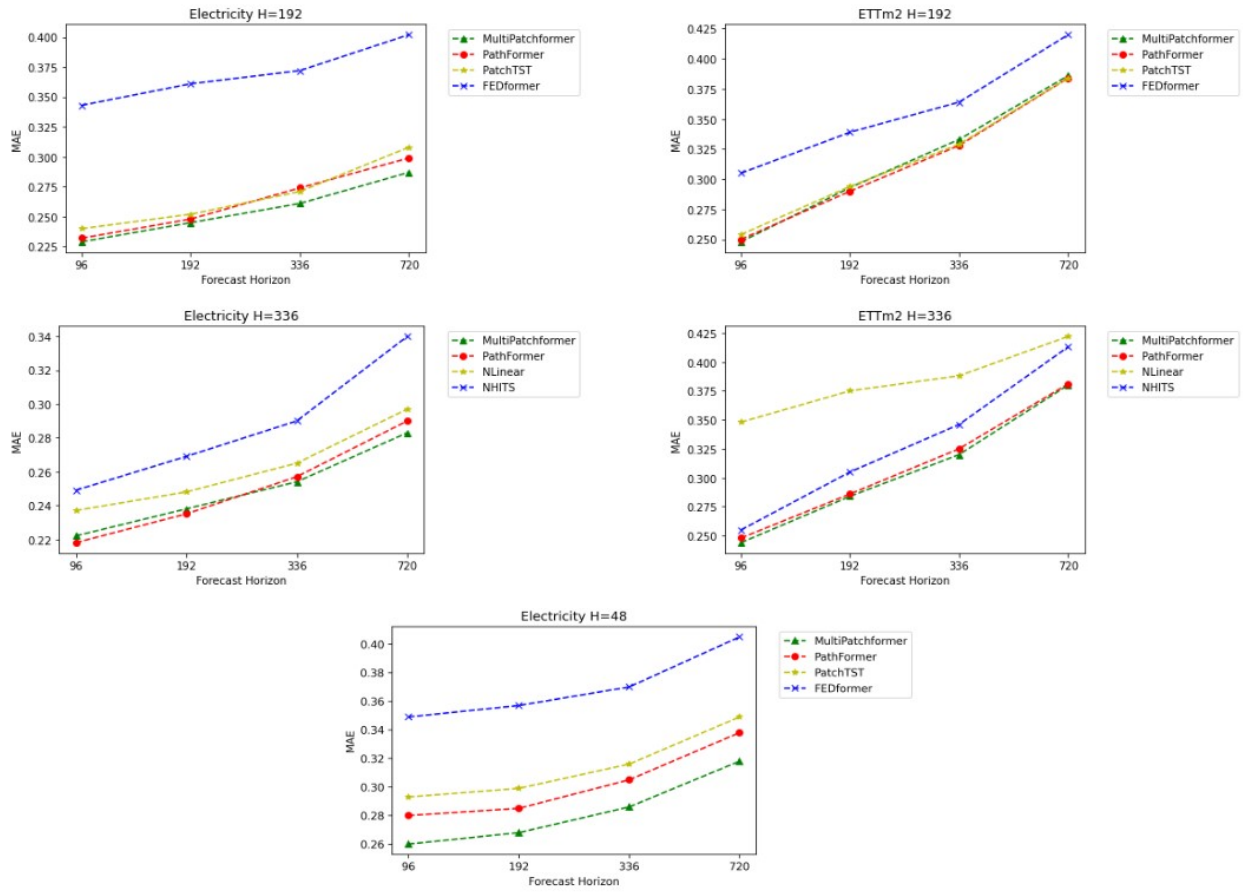 Electricity H=192
MAE
0.400
0.375
0.350
0.325
0.300
0.275
0.250
0.225
96 192 336 720
Forecast Horizon
MultiPatchformer
PathFormer
PatchTST
FEDformer
ETTm2 H=192
MAE
0.425
0.400
0.375
0.350
0.325
0.300
0.275
0.250
96 192 336 720
Forecast Horizon
MultiPatchformer
PathFormer
PatchTST
FEDformer
Electricity H=336
MAE
0.34
0.32
0.30
0.28
0.26
0.24
0.22
96 192 336 720
Forecast Horizon
MultiPatchformer
PathFormer
NLinear
NHITS
ETTm2 H=336
MAE
0.425
0.400
0.375
0.350
0.325
0.300
0.275
0.250
96 192 336 720
Forecast Horizon
MultiPatchformer
PathFormer
NLinear
NHITS
Electricity H=48
MAE
0.40
0.38
0.36
0.34
0.32
0.30
0.28
0.26
96 192 336 720
Forecast Horizon
MultiPatchformer
PathFormer
PatchTST
FEDformer